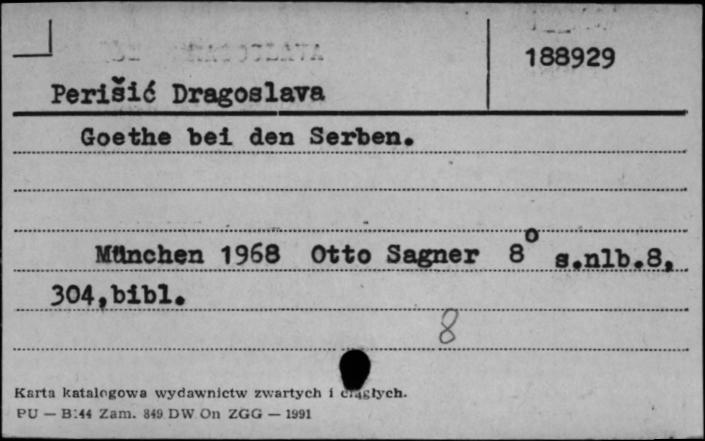 188929
Perišić Dragoslava
Goethe bei den Serben.
München 1968 Otto Sagner 8° s.nlb.8,
304,bibl.
8
Karta katalogowa wydawnictw zwartych i ciągłych.
PU — B:44 Zam. 849 DW On ZGG — 1991